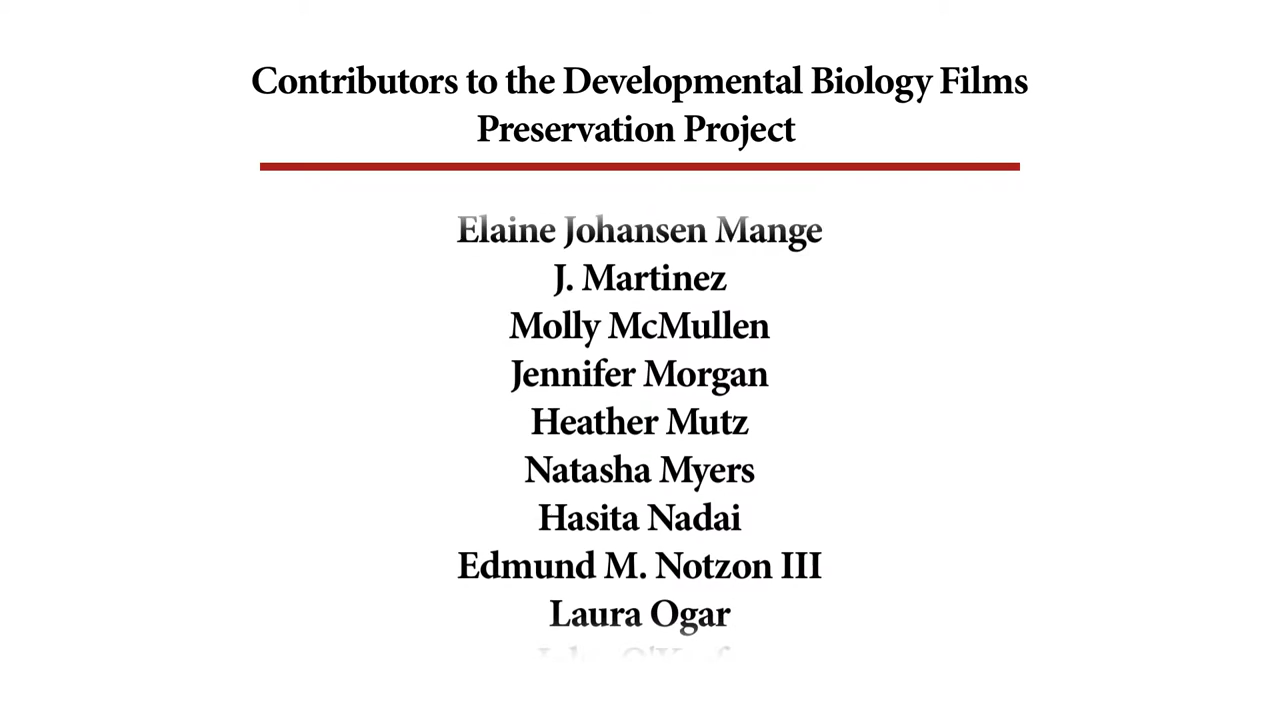 Contributors to the Developmental Biology Films
Preservation Project
Elaine Johansen Mange
J. Martinez
Molly McMullen
Jennifer Morgan
Heather Mutz
Natasha Myers
Hasita Nadai
Edmund M. Notzon III
Laura Ogar